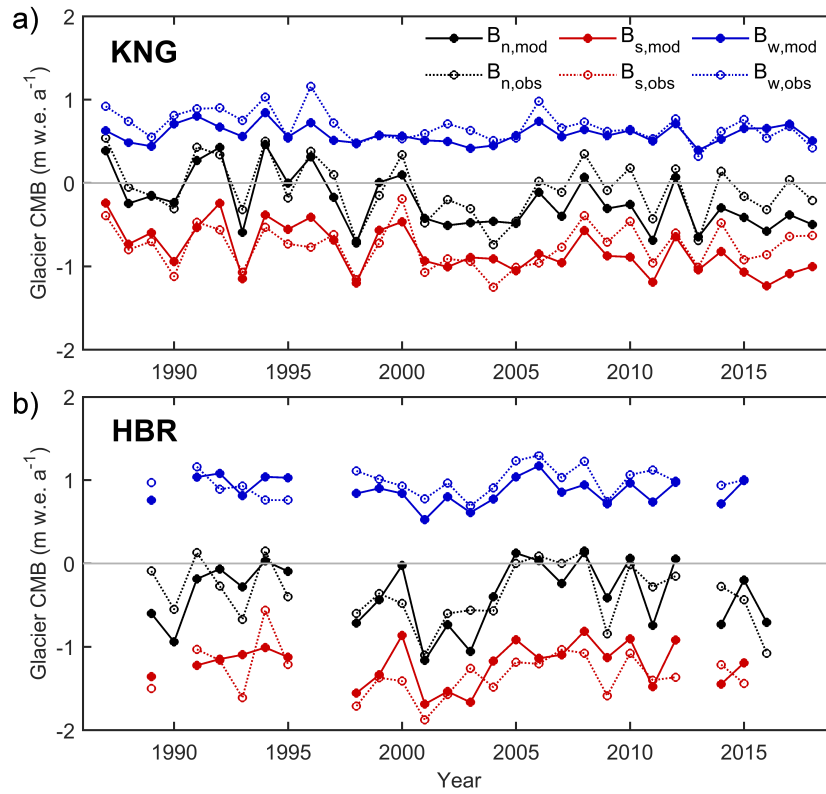 a)
KNG
B_n,mod B_s,mod B_w,mod
B_n,obs B_s,obs B_w,obs
Glacier CMB (m w.e. a^-1)
2
1
0
-1
-2
1990 1995 2000 2005 2010 2015
b)
HBR
Glacier CMB (m w.e. a^-1)
2
1
0
-1
-2
1990 1995 2000 2005 2010 2015
Year